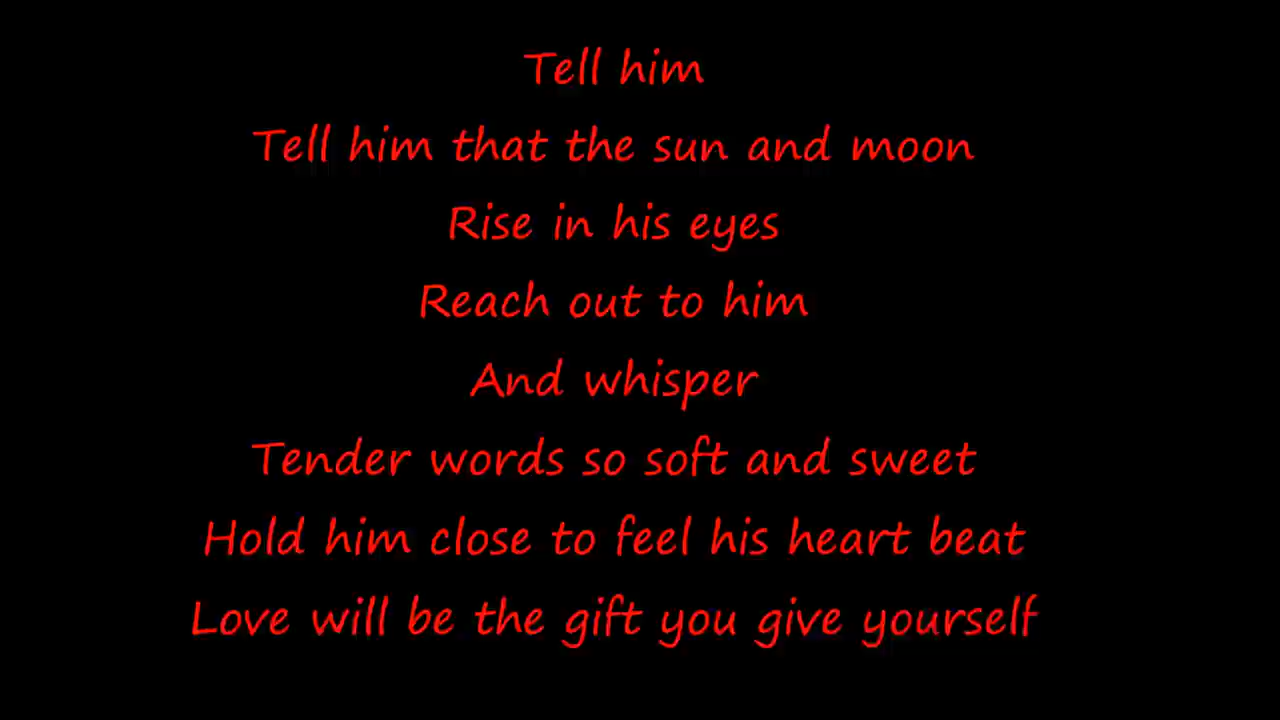 Tell him
Tell him that the sun and moon
Rise in his eyes
Reach out to him
And whisper
Tender words so soft and sweet
Hold him close to feel his heart beat
Love will be the gift you give yourself